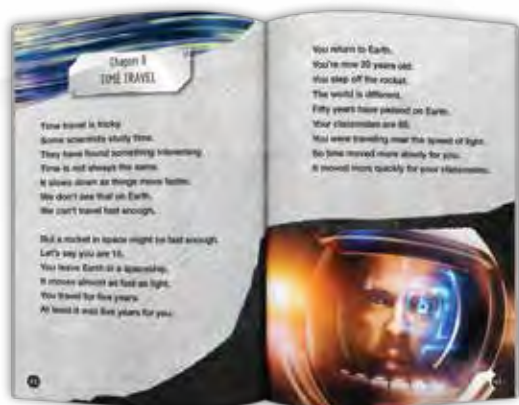 Chapter 8
TIME TRAVEL
Time travel is tricky.
Some scientists study time.
They have found something interesting.
Time is not always the same.
It slows down as things move faster.
We don't see that on Earth.
We can't travel fast enough.
But a rocket in space might be fast enough.
Let's say you are 15.
You leave Earth in a spaceship.
It moves almost as fast as light.
You travel for five years.
At least it was five years for you.
You return to Earth.
You're now 20 years old.
You step off the rocket.
The world is different.
Fifty years have passed on Earth.
Your classmates are 65.
You were traveling near the speed of light.
So time moved more slowly for you.
It moved more quickly for your classmates.